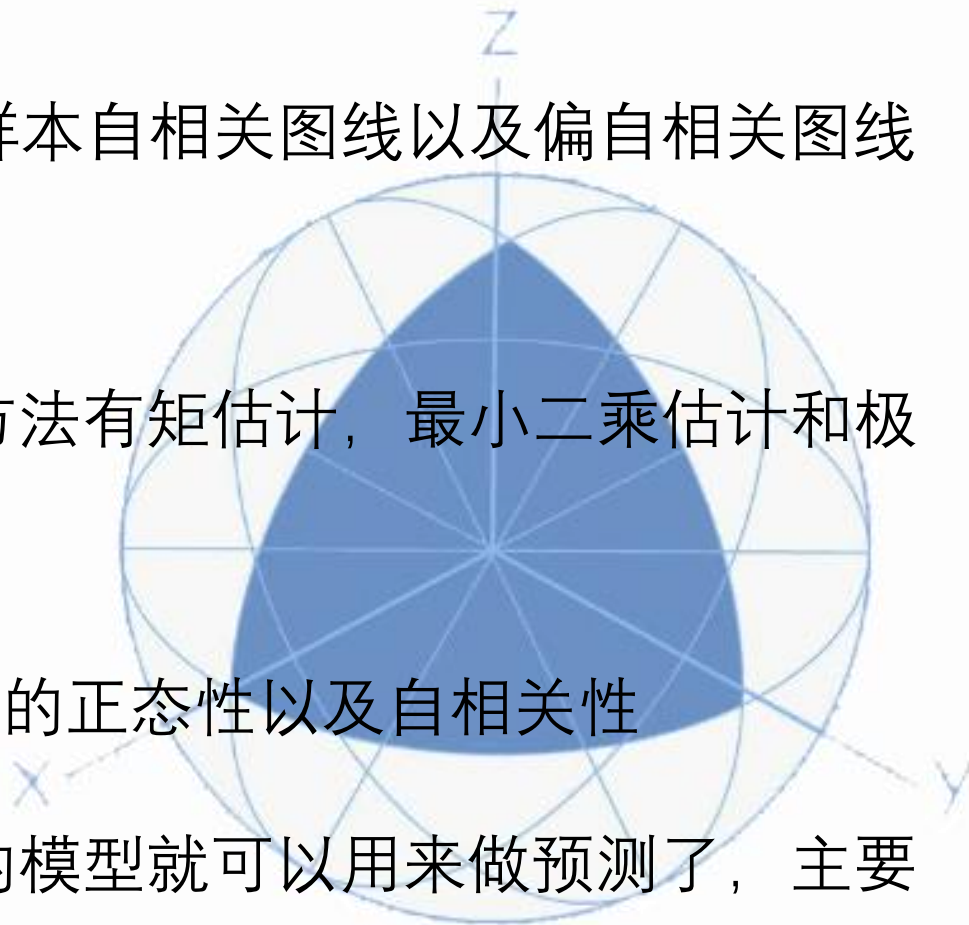 Z
样本自相关图线以及偏自相关图线
方法有矩估计，最小二乘估计和极
的正态性以及自相关性
X
Y
的模型就可以用来做预测了，主要